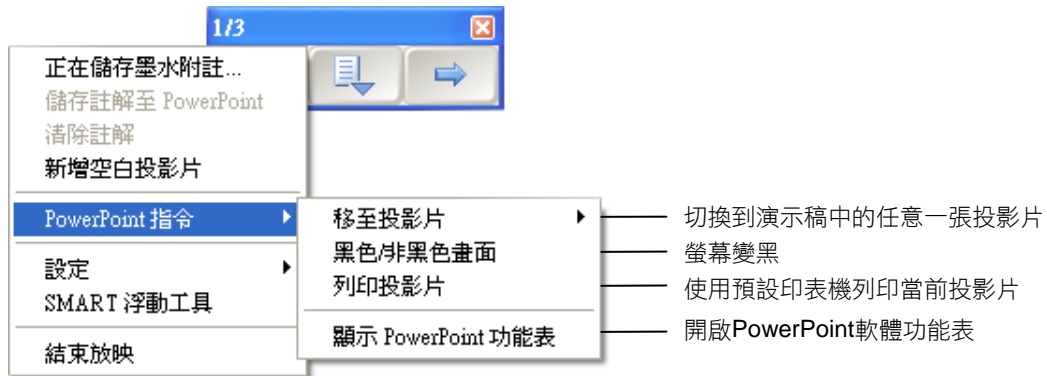 1/3
正在儲存墨水附註...
儲存註解至 PowerPoint
清除註解
新增空白投影片
PowerPoint 指令
設定
SMART 浮動工具
結束放映
移至投影片
黑色/非黑色畫面
列印投影片
顯示 PowerPoint 功能表
切換到演示稿中的任意一張投影片
螢幕變黑
使用預設印表機列印當前投影片
開啟PowerPoint軟體功能表